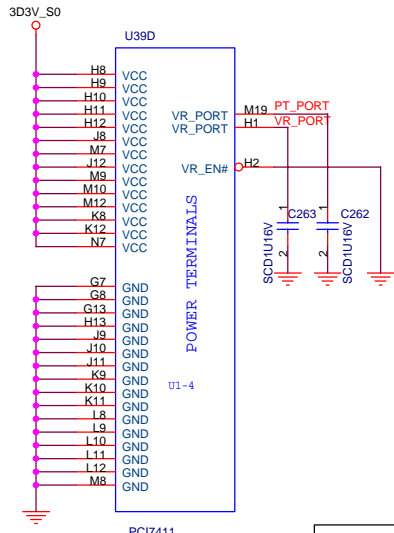 3D3V_S0
U39D
H8 VCC
H9 VCC
H10 VCC
H11 VCC
H12 VCC
J8 VCC
M7 VCC
J12 VCC
M9 VCC
M10 VCC
M12 VCC
K8 VCC
K12 VCC
N7 VCC
VR_PORT M19 PT_PORT
VR_PORT H1 VR_PORT
VR_EN# H2
POWER TERMINALS
U1-4
1 C263
2 SCD1U16V
1 C262
2 SCD1U16V
G7 GND
G8 GND
G13 GND
H13 GND
J9 GND
J10 GND
J11 GND
K9 GND
K10 GND
K11 GND
L8 GND
L9 GND
L10 GND
L11 GND
L12 GND
M8 GND
PCI7411